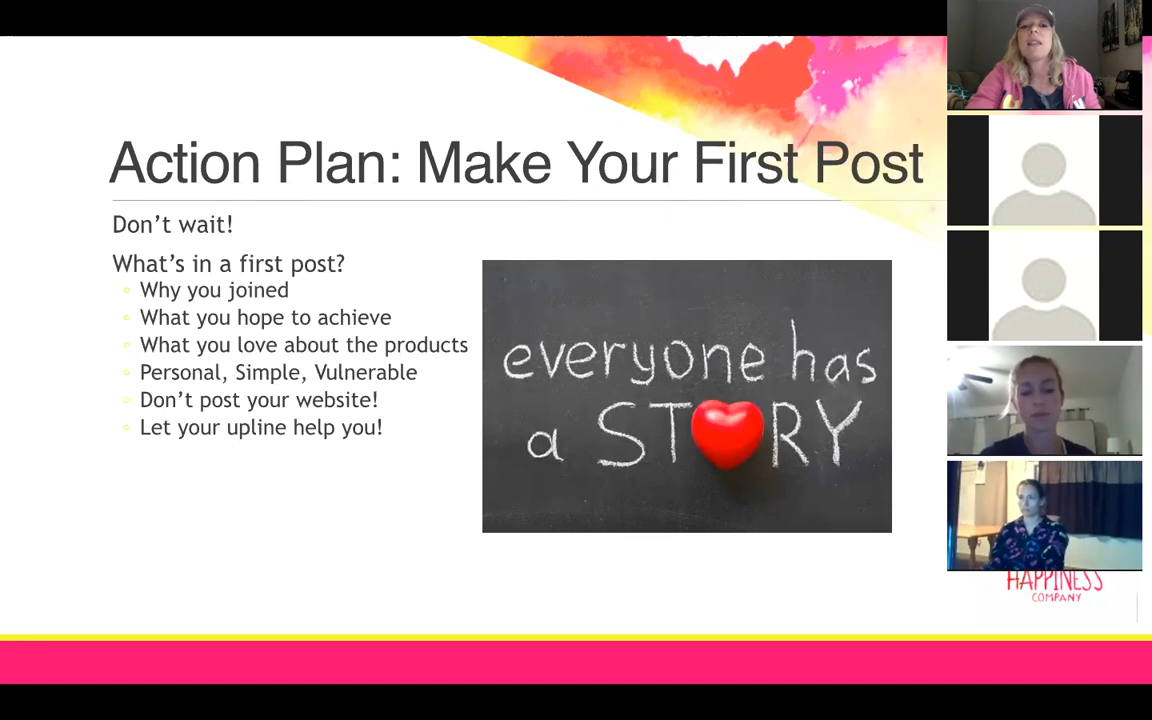 Action Plan: Make Your First Post
Don't wait!
What's in a first post?
Why you joined
What you hope to achieve
What you love about the products
Personal, Simple, Vulnerable
Don't post your website!
Let your upline help you!
everyone has
a ST RY
HAPPINESS
COMPANY